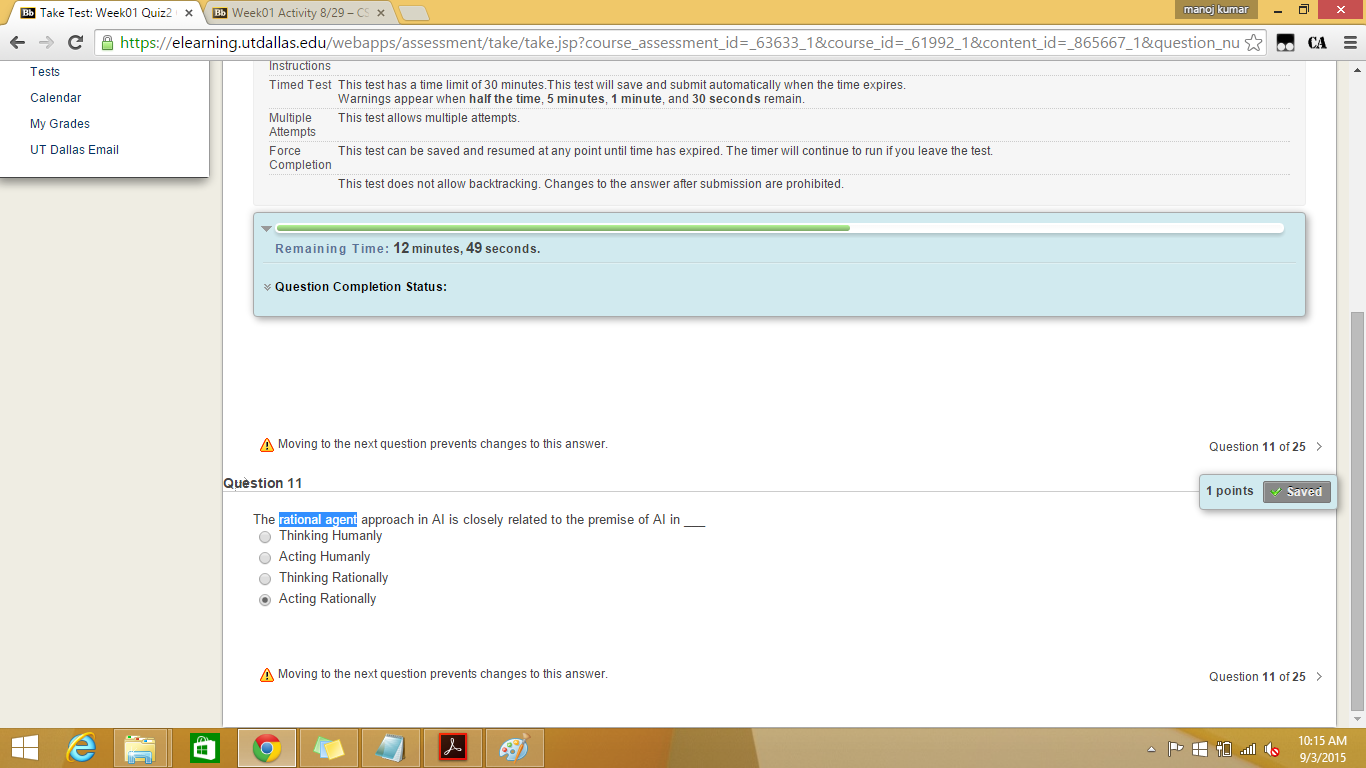 Take Test: Week01 Quiz2
Week01 Activity 8/29 – CS
manoj kumar
https://elearning.utdallas.edu/webapps/assessment/take/take.jsp?course_assessment_id=_63633_1&course_id=_61992_1&content_id=_865667_1&question_nu
CA
Tests
Calendar
My Grades
UT Dallas Email
Instructions
Timed Test This test has a time limit of 30 minutes.This test will save and submit automatically when the time expires.
Warnings appear when half the time, 5 minutes, 1 minute, and 30 seconds remain.
Multiple Attempts This test allows multiple attempts.
Force Completion This test can be saved and resumed at any point until time has expired. The timer will continue to run if you leave the test.
This test does not allow backtracking. Changes to the answer after submission are prohibited.
Remaining Time: 12 minutes, 49 seconds.
Question Completion Status:
Moving to the next question prevents changes to this answer.
Question 11 of 25
Question 11
1 points
Saved
The rational agent approach in AI is closely related to the premise of AI in ___
Thinking Humanly
Acting Humanly
Thinking Rationally
Acting Rationally
Moving to the next question prevents changes to this answer.
Question 11 of 25
10:15 AM
9/3/2015